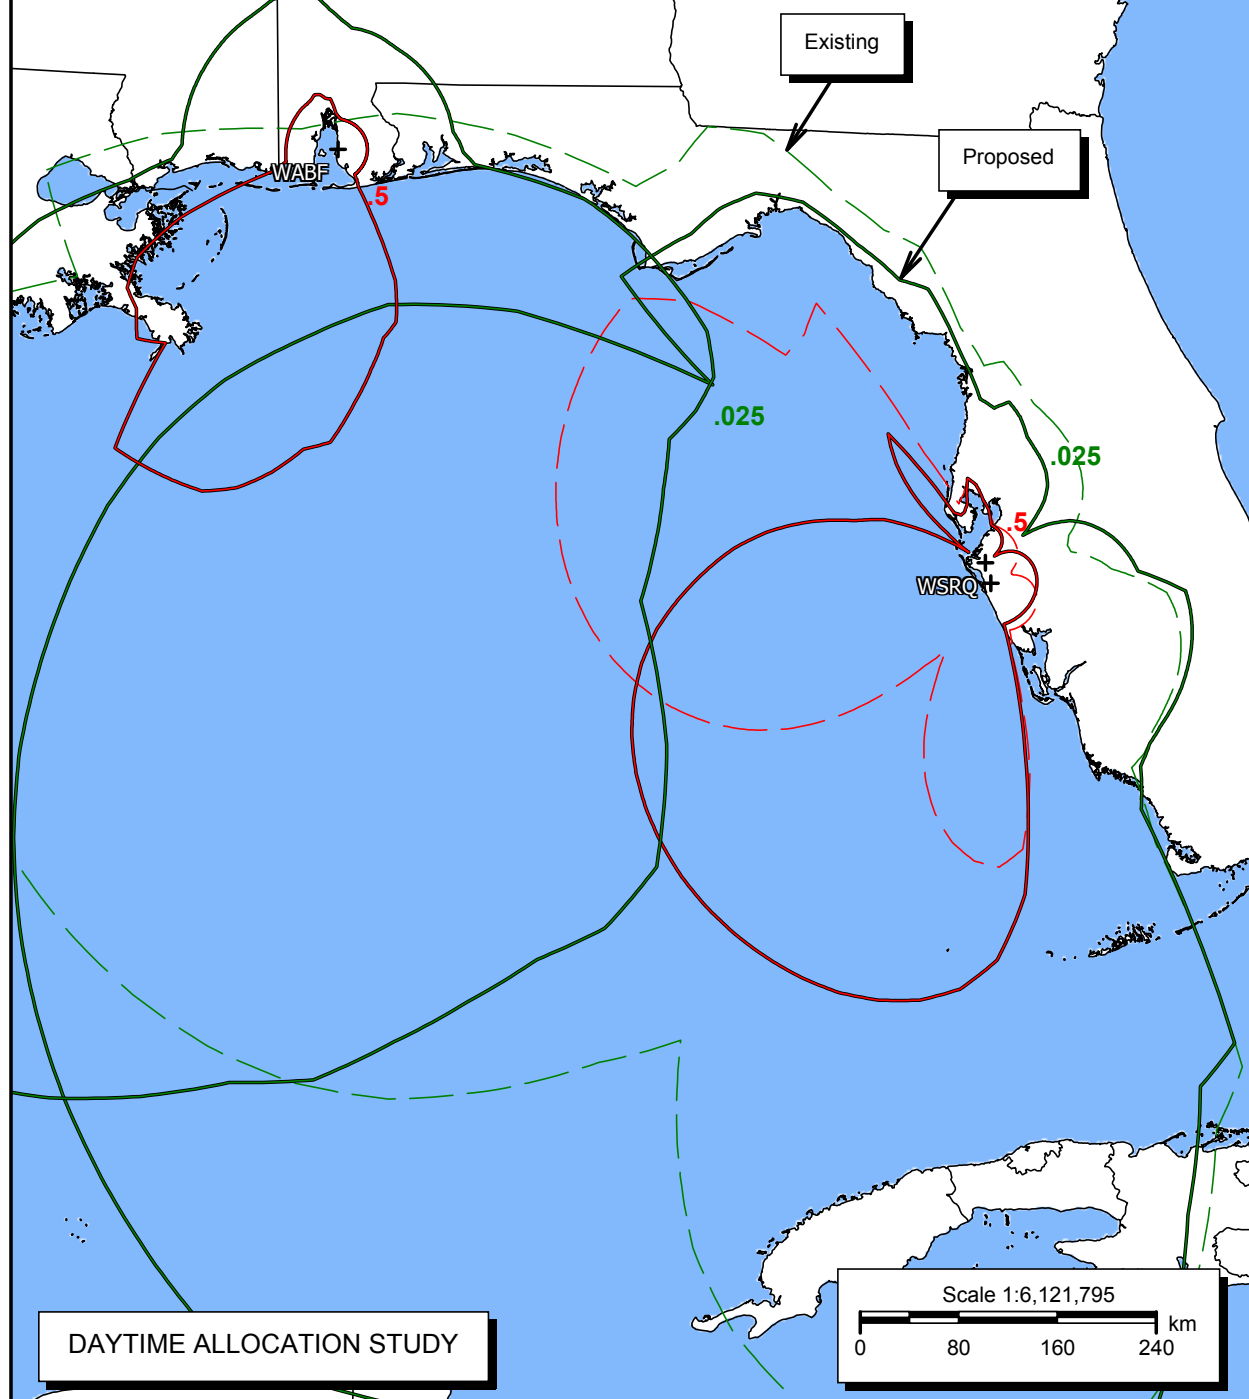 Existing
Proposed
WABF
.5
.025
.025
.5
WSRQ
Scale 1:6,121,795
km
0 80 160 240
DAYTIME ALLOCATION STUDY